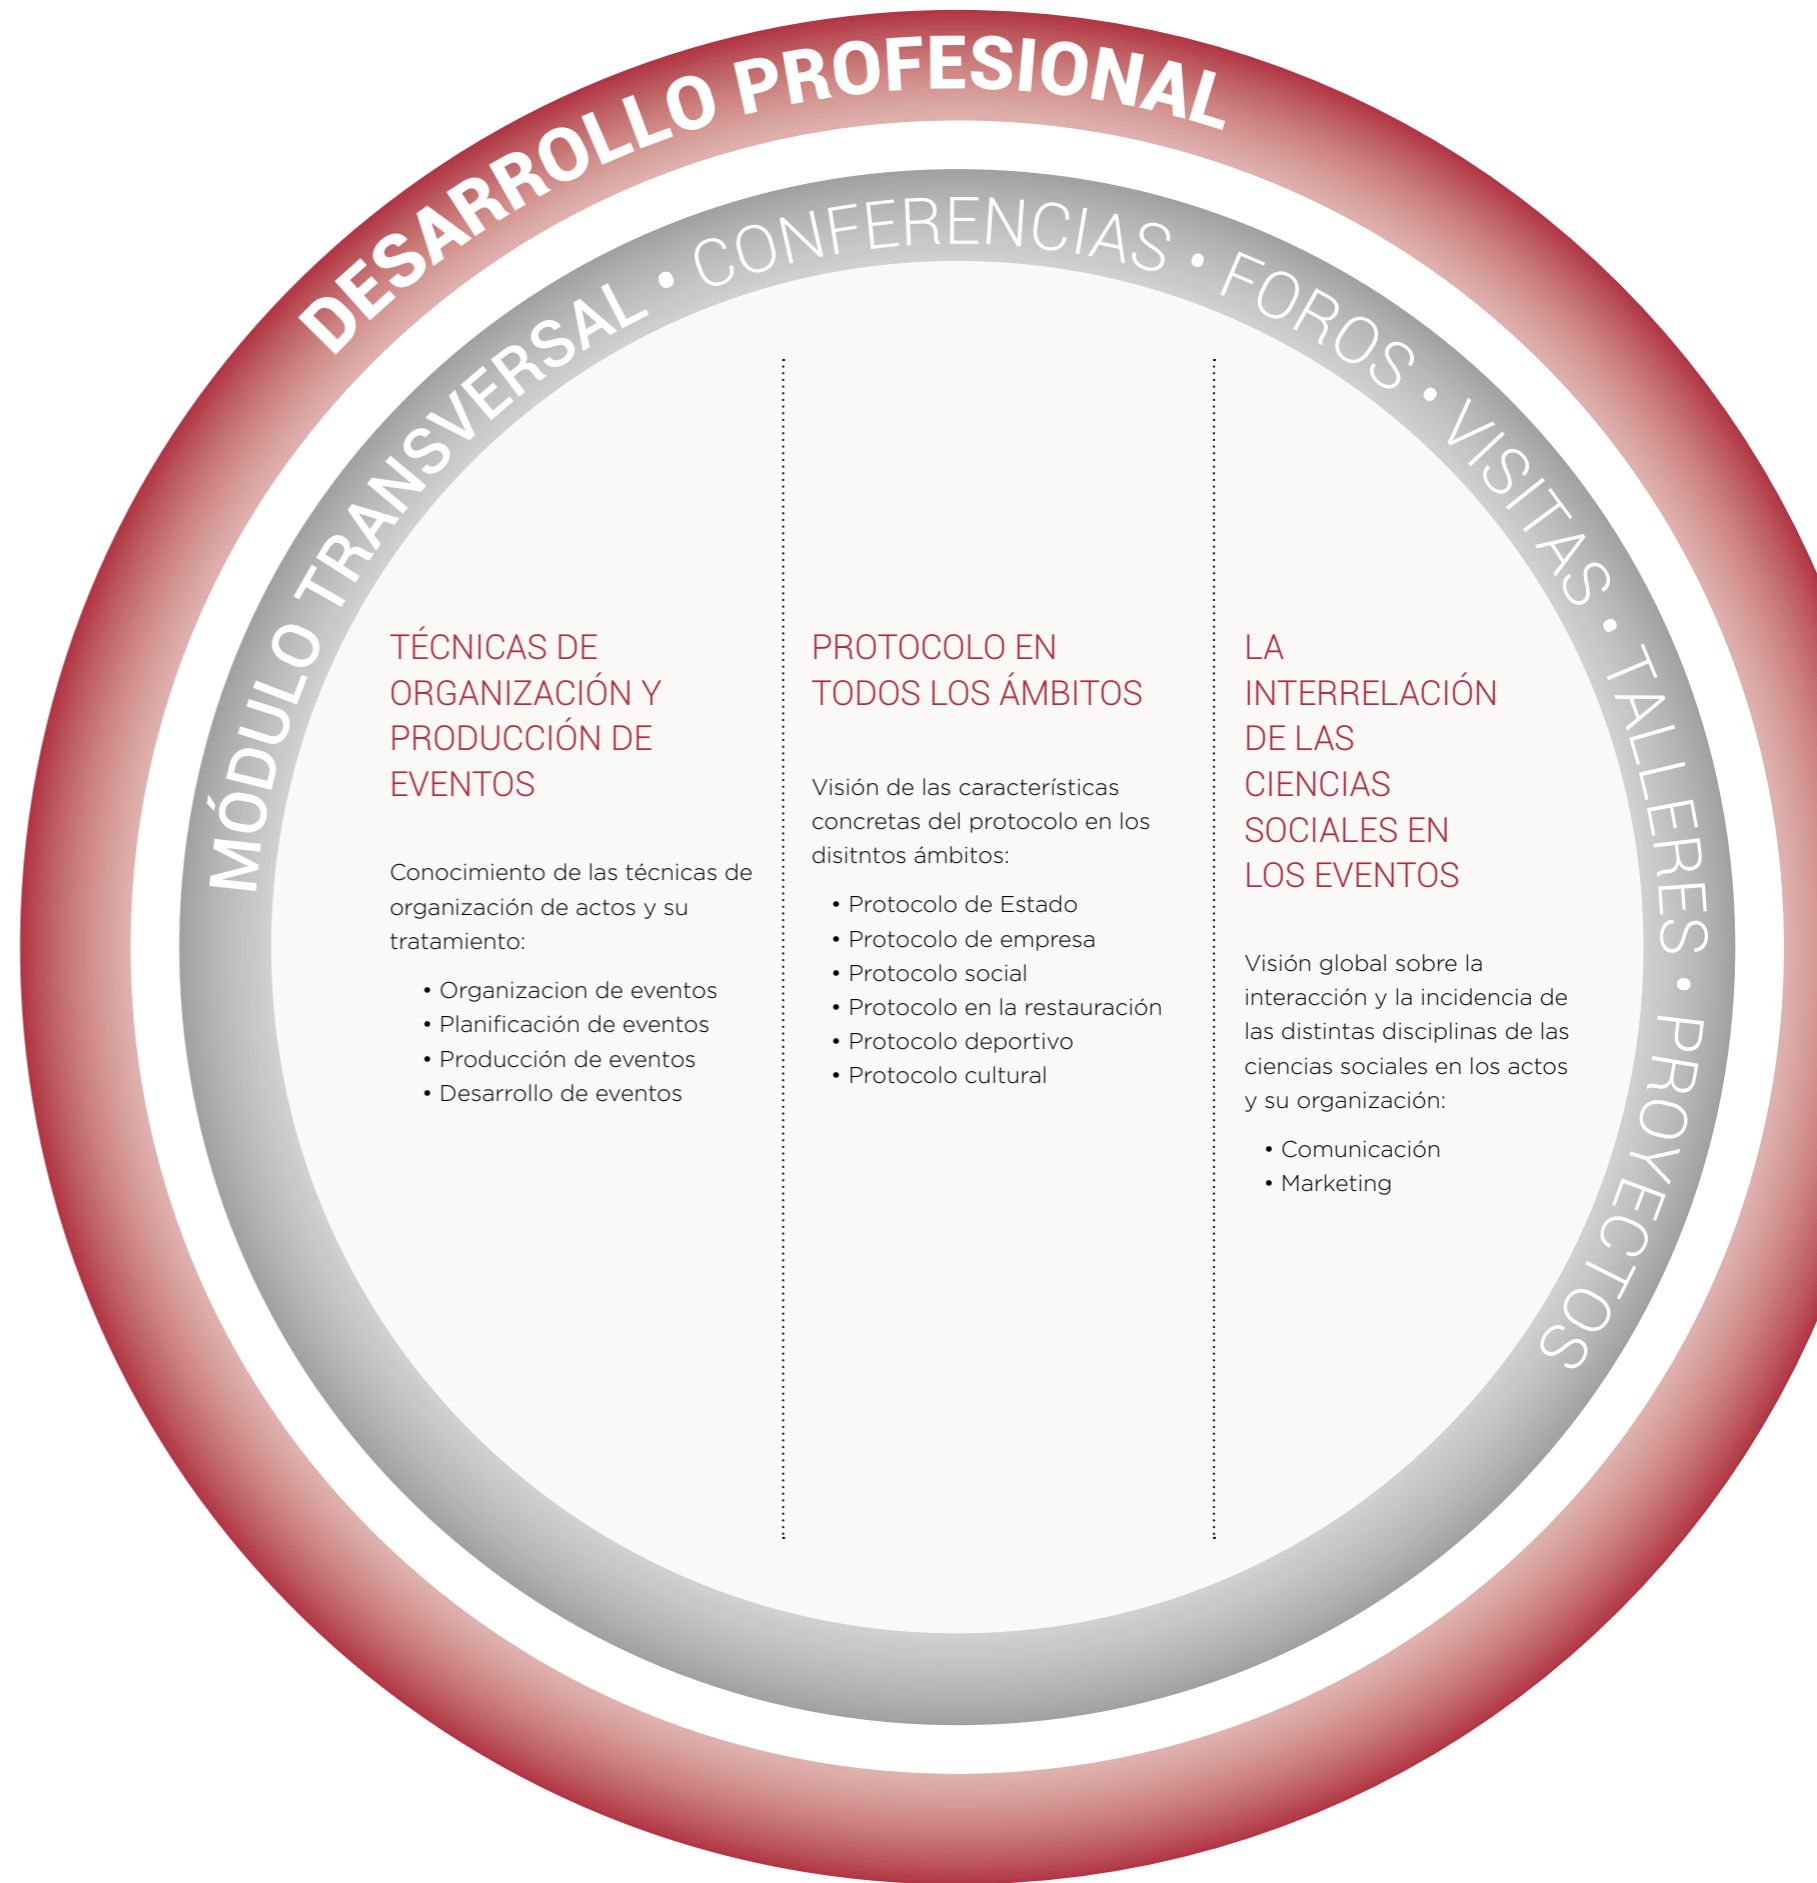 DESARROLLO PROFESIONAL
MÓDULO TRANSVERSAL • CONFERENCIAS • FOROS • VISITAS • TALLERES • PROYECTOS
TÉCNICAS DE
ORGANIZACIÓN Y
PRODUCCIÓN DE
EVENTOS
Conocimiento de las técnicas de
organización de actos y su
tratamiento:
• Organizacion de eventos
• Planificación de eventos
• Producción de eventos
• Desarrollo de eventos
PROTOCOLO EN
TODOS LOS ÁMBITOS
Visión de las características
concretas del protocolo en los
disitntos ámbitos:
• Protocolo de Estado
• Protocolo de empresa
• Protocolo social
• Protocolo en la restauración
• Protocolo deportivo
• Protocolo cultural
LA
INTERRELACIÓN
DE LAS
CIENCIAS
SOCIALES EN
LOS EVENTOS
Visión global sobre la
interacción y la incidencia de
las distintas disciplinas de las
ciencias sociales en los actos
y su organización:
• Comunicación
• Marketing